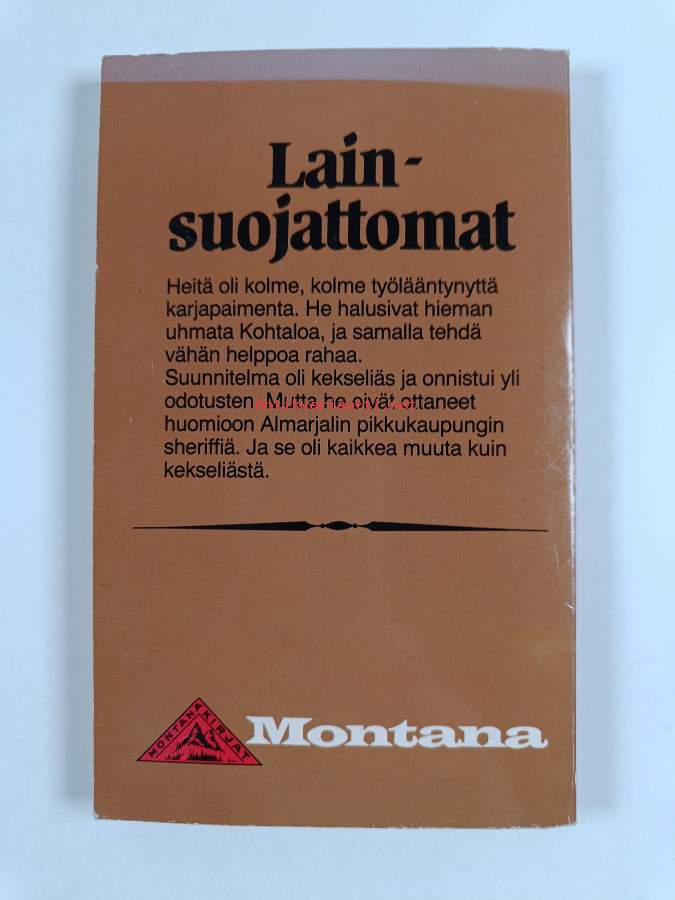 Lain-
suojattomat
Heitä oli kolme, kolme työlääntynyttä
karjapaimenta. He halusivat hieman
uhmata Kohtaloa, ja samalla tehdä
vähän helppoa rahaa.
Suunnitelma oli kekseliäs ja onnistui yli
odotusten. Mutta he eivät ottaneet
huomioon Almarjalin pikkukaupungin
sheriffiä. Ja se oli kaikkea muuta kuin
kekseliästä.
MONTANA KIRJAT
Montana